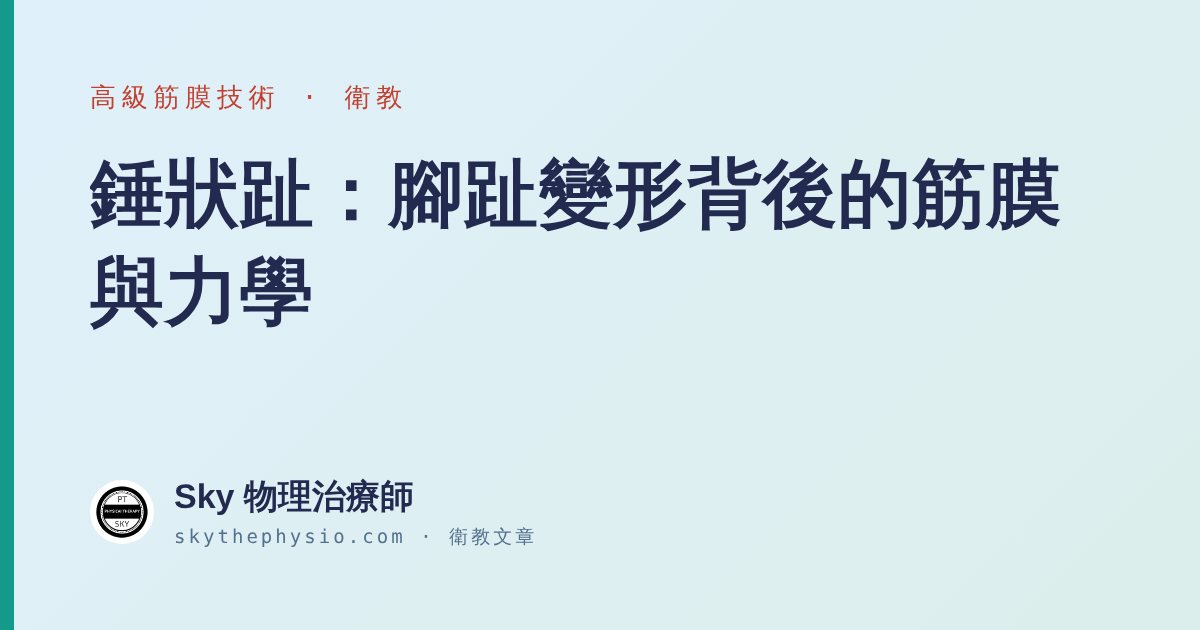 高級筋膜技術 · 衛教
錘狀趾：腳趾變形背後的筋膜
與力學
PT
PHYSICAL THERAPY
SKY
Sky 物理治療師
skythephysio.com · 衛教文章